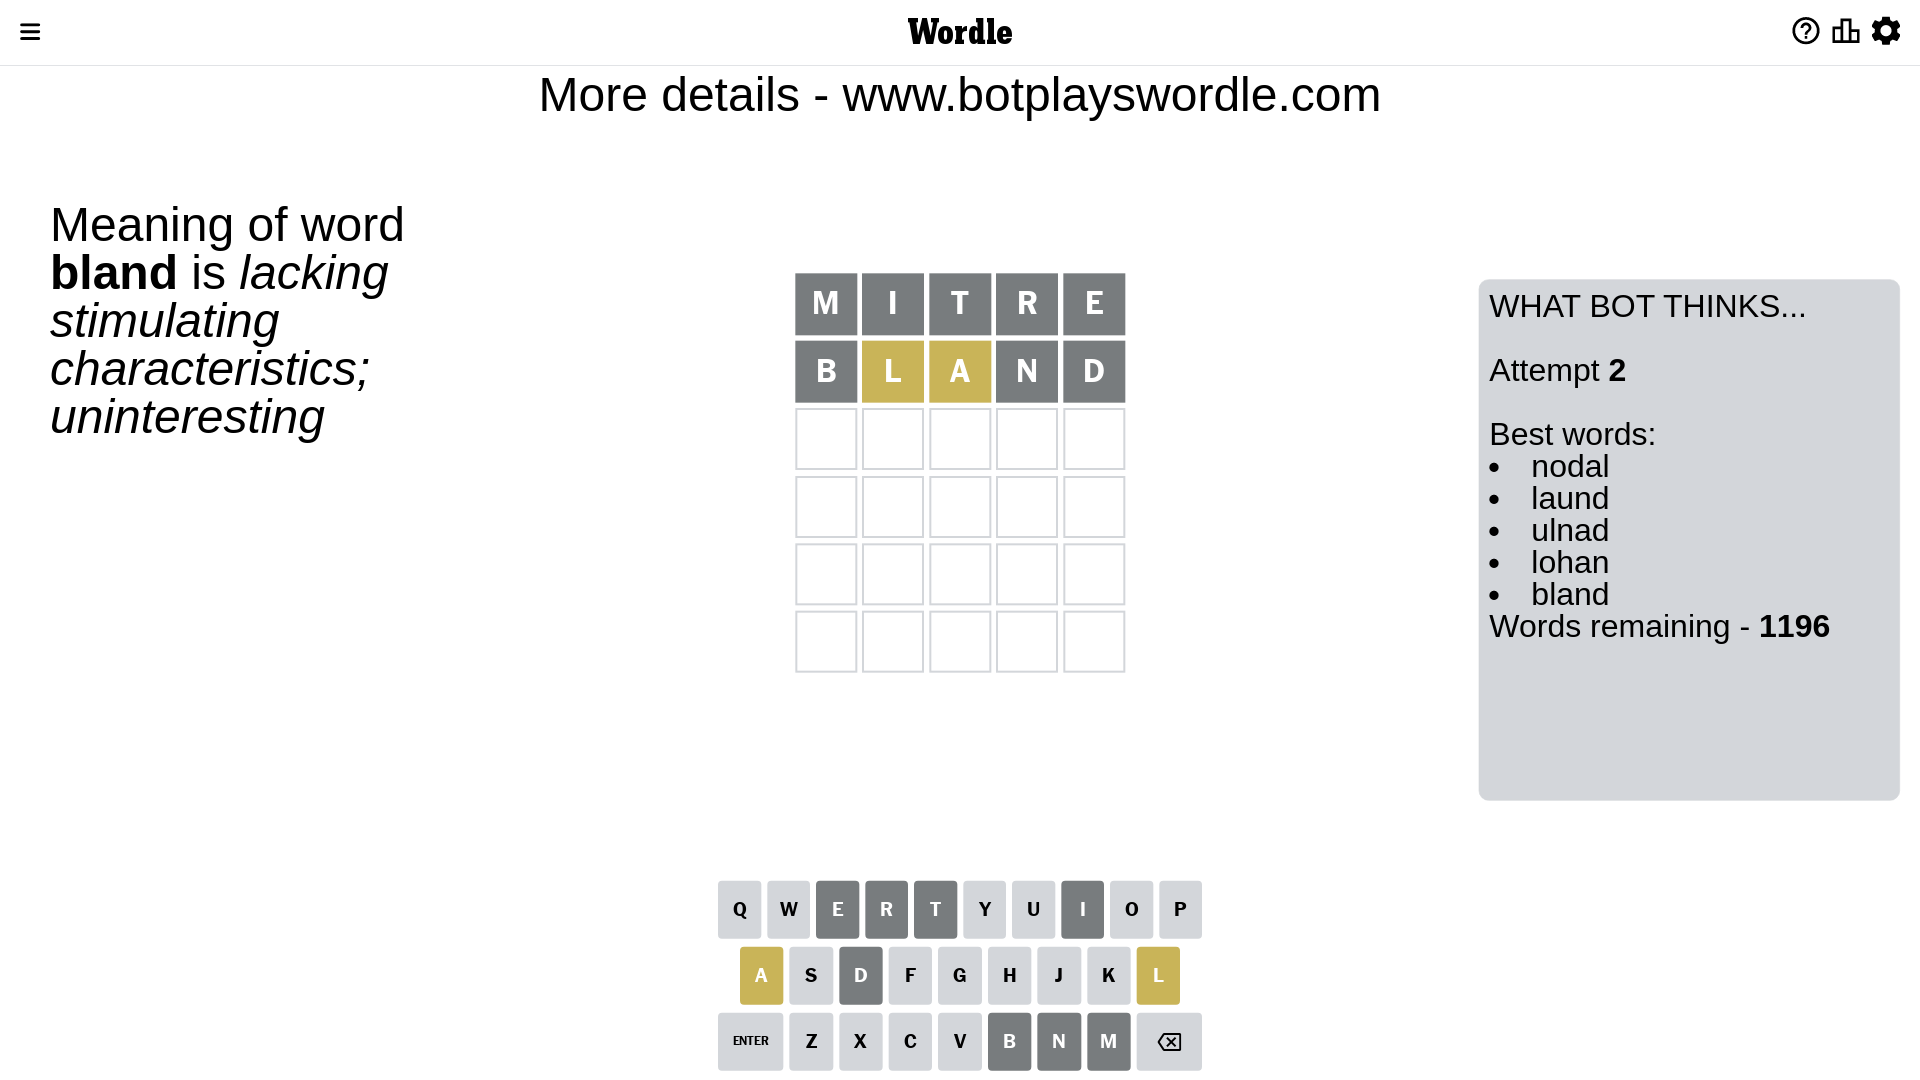 Wordle
More details - www.botplayswordle.com
Meaning of word
bland is lacking
stimulating
characteristics;
uninteresting
M I T R E
B L A N D
WHAT BOT THINKS...
Attempt 2
Best words:
• nodal
• laund
• ulnad
• lohan
• bland
Words remaining - 1196
Q W E R T Y U I O P
A S D F G H J K L
ENTER Z X C V B N M